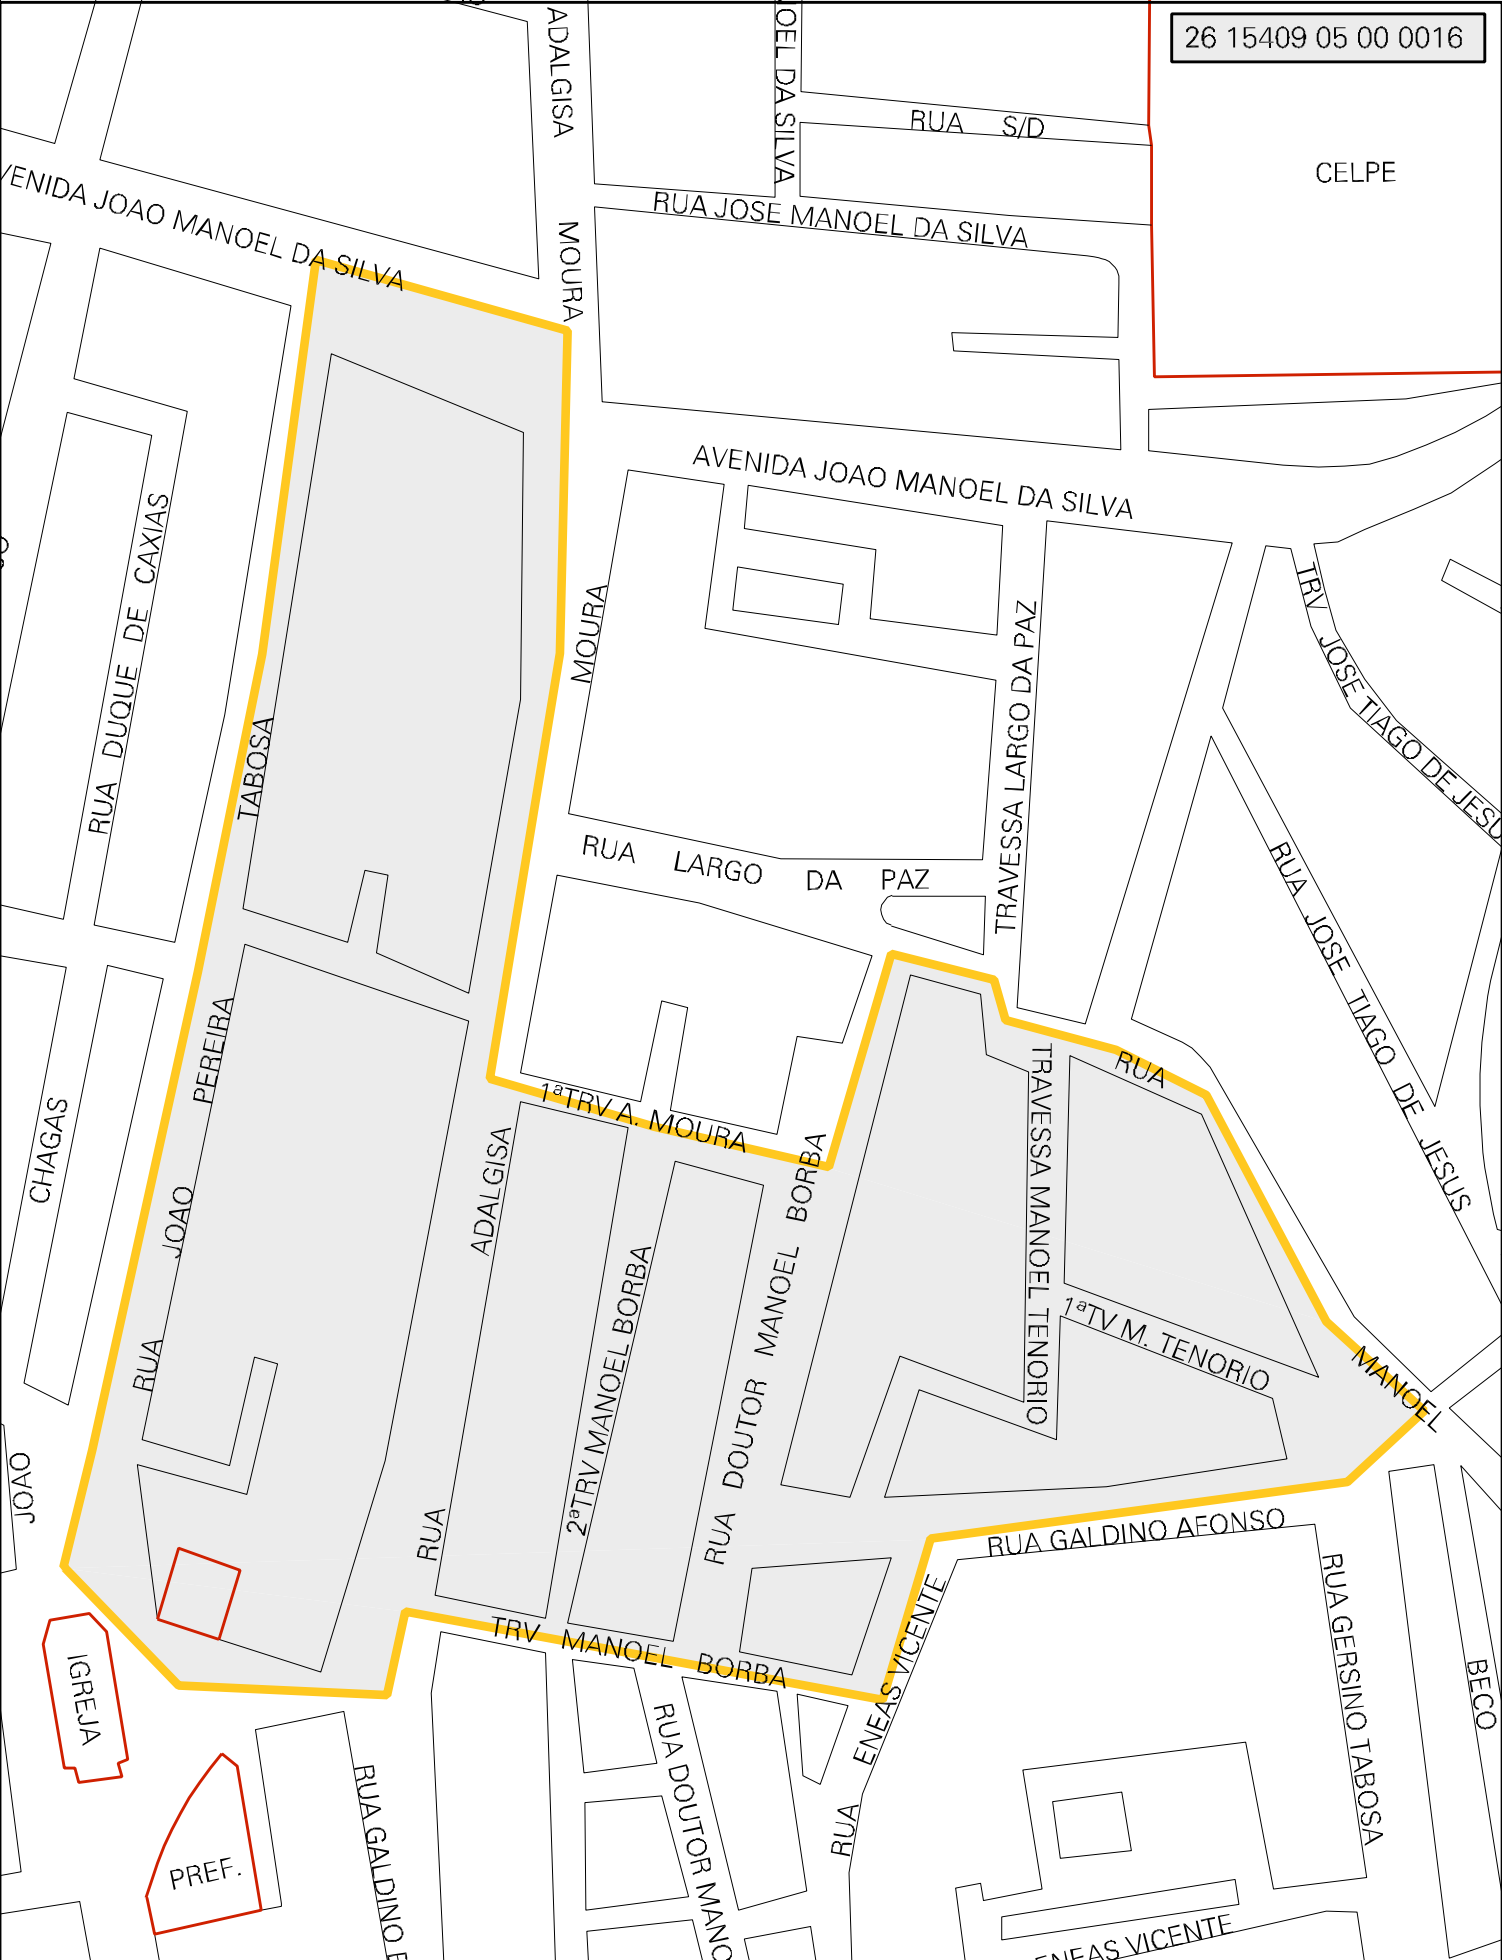 26 15409 05 00 0016
ADALGISA MOURA
NOEL DA SILVA
RUA S/D
CELPE
RUA JOSE MANOEL DA SILVA
VENIDA JOAO MANOEL DA SILVA
AVENIDA JOAO MANOEL DA SILVA
RUA DUQUE DE CAXIAS
MOURA
TRAVESSA LARGO DA PAZ
TRV JOSE TIAGO DE JESU
TABOSA
RUA LARGO DA PAZ
RUA JOSE TIAGO DE JESUS
PEREIRA
CHAGAS
JOAO
RUA
ADALGISA
RUA
1ªTRV A. MOURA
2ªTRV MANOEL BORBA
RUA DOUTOR MANOEL BORBA
TRAVESSA MANOEL TENORIO
RUA MANOEL
1ªTV M. TENORIO
JOAO
RUA GALDINO AFONSO
TRV MANOEL BORBA
RUA ENEAS VICENTE
RUA GERSINO TABOSA
BECO
IGREJA
PREF.
RUA GALDINO
RUA DOUTOR MANO
ENEAS VICENTE